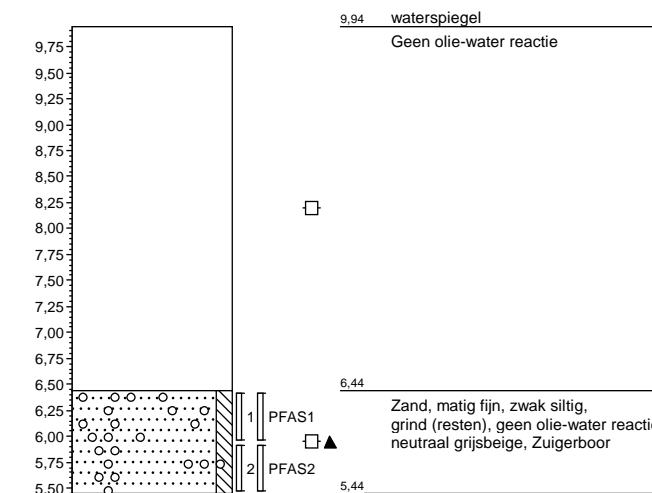 9,94 waterspiegel
Geen olie-water reactie
9,75
9,50
9,25
9,00
8,75
8,50
8,25
8,00
7,75
7,50
7,25
7,00
6,75
6,50
6,44
6,25
1 PFAS1
Zand, matig fijn, zwak siltig,
grind (resten), geen olie-water reactie
6,00
neutraal grijsbeige, Zuigerboor
5,75
2 PFAS2
5,50
5,44